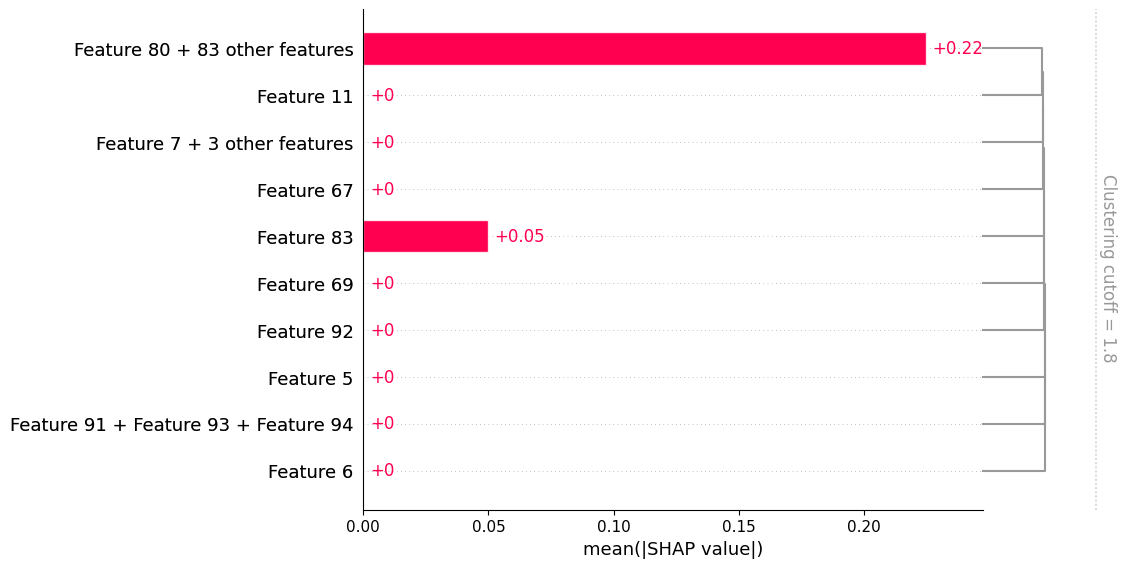 Feature 80 + 83 other features
+0.22
Feature 11
+0
Feature 7 + 3 other features
+0
Feature 67
+0
Feature 83
+0.05
Feature 69
+0
Feature 92
+0
Feature 5
+0
Feature 91 + Feature 93 + Feature 94
+0
Feature 6
+0
0.00 0.05 0.10 0.15 0.20
mean(|SHAP value|)
Clustering cutoff = 1.8